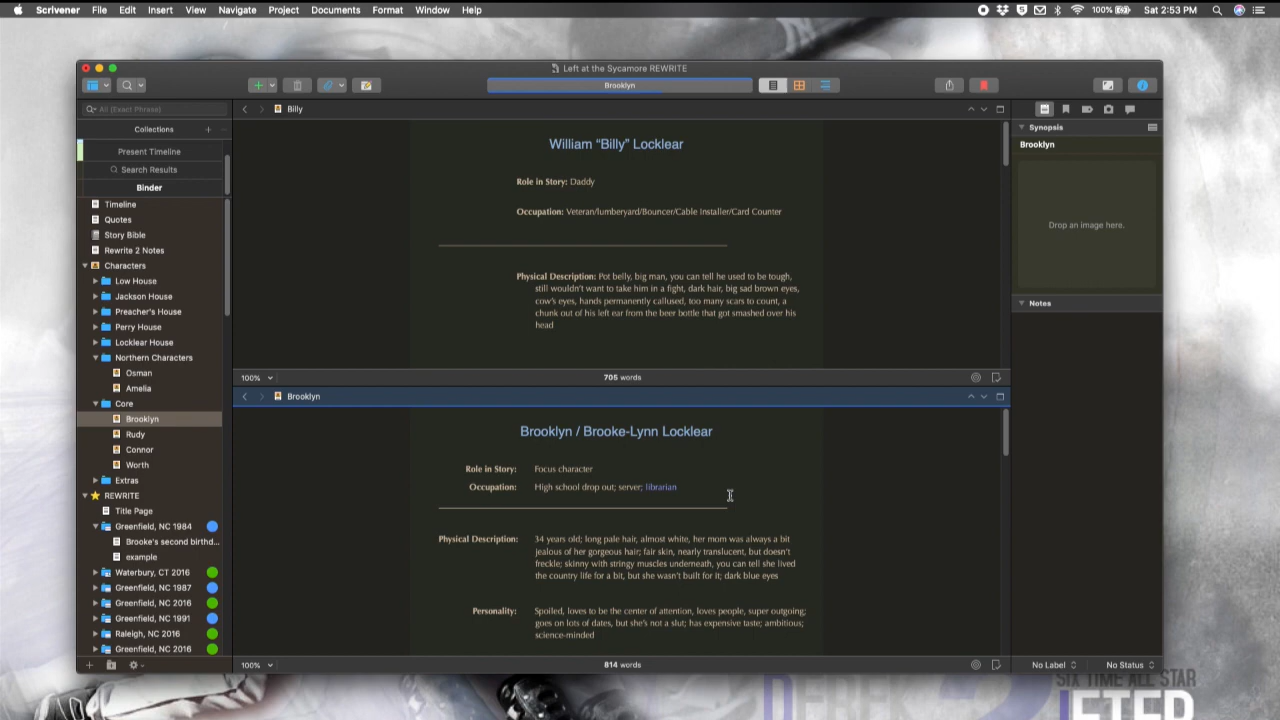 Scrivener File Edit Insert View Navigate Project Documents Format Window Help
100% Sat 2:53 PM
Left at the Sycamore REWRITE
Brooklyn
All (Exact Phrase)
Collections
Present Timeline
Search Results
Binder
Timeline
Quotes
Story Bible
Rewrite 2 Notes
Characters
Low House
Jackson House
Preacher's House
Perry House
Locklear House
Northern Characters
Osman
Amelia
Core
Brooklyn
Rudy
Connor
Worth
Extras
REWRITE
Title Page
Greenfield, NC 1984
Brooke's second birthd...
example
Waterbury, CT 2016
Greenfield, NC 1987
Greenfield, NC 2016
Greenfield, NC 1991
Raleigh, NC 2016
Greenfield, NC 2016
Billy
William “Billy” Locklear
Role in Story: Daddy
Occupation: Veteran/lumberyard/Bouncer/Cable Installer/Card Counter
Physical Description: Pot belly, big man, you can tell he used to be tough,
still wouldn't want to take him in a fight, dark hair, big sad brown eyes,
cow's eyes, hands permanently callused, too many scars to count, a
chunk out of his left ear from the beer bottle that got smashed over his
head
100% 705 words
Brooklyn
Brooklyn / Brooke-Lynn Locklear
Role in Story: Focus character
Occupation: High school drop out; server; librarian
Physical Description: 34 years old; long pale hair, almost white, her mom was always a bit
jealous of her gorgeous hair; fair skin, nearly translucent, but doesn't
freckle; skinny with stringy muscles underneath, you can tell she lived
the country life for a bit, but she wasn't built for it; dark blue eyes
Personality: Spoiled, loves to be the center of attention, loves people, super outgoing;
goes on lots of dates, but she's not a slut; has expensive taste; ambitious;
science-minded
100% 814 words
Synopsis
Brooklyn
Drop an image here.
Notes
No Label No Status
SIX TIME ALL STAR
DEREK 2 JETER